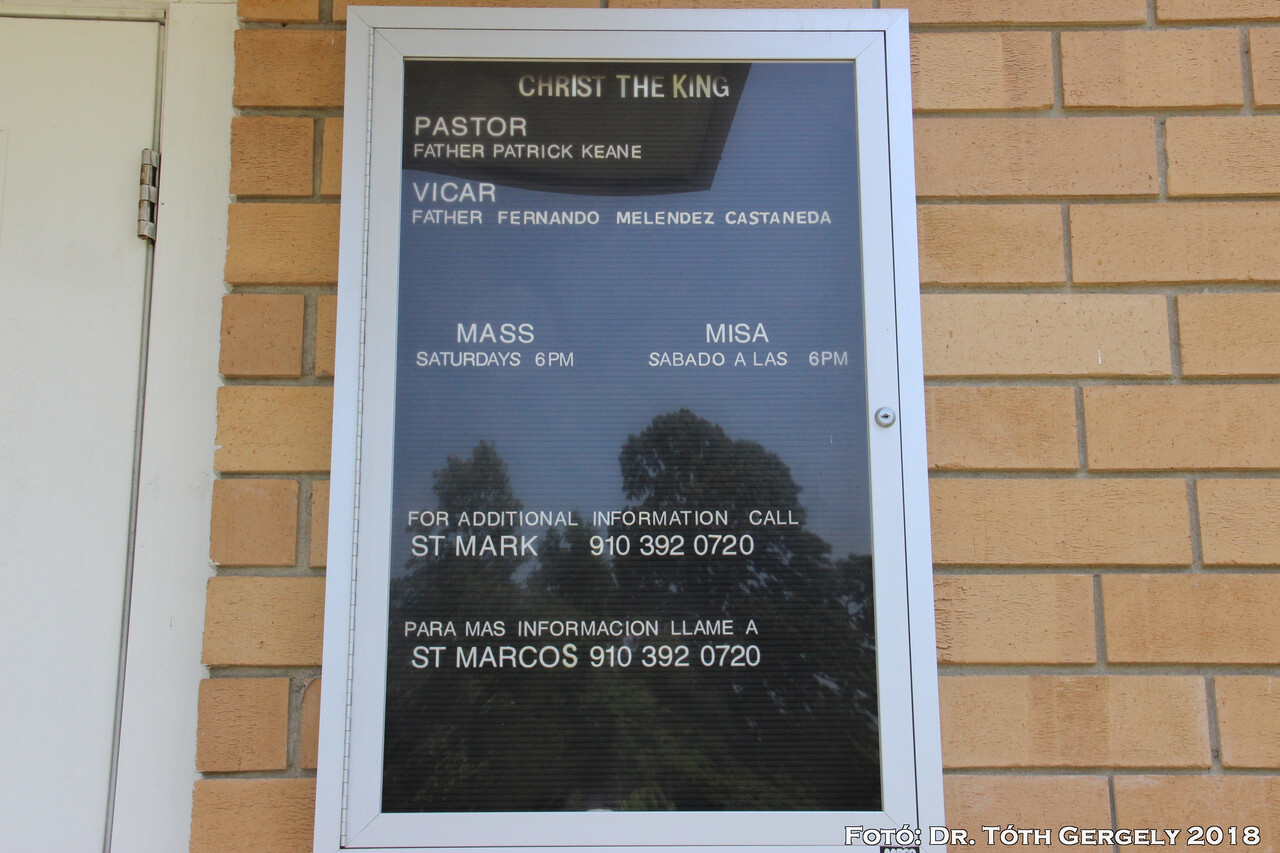 CHRIST THE KING
PASTOR
FATHER PATRICK KEANE
VICAR
FATHER FERNANDO MELENDEZ CASTANEDA
MASS MISA
SATURDAYS 6PM SABADO A LAS 6PM
FOR ADDITIONAL INFORMATION CALL
ST MARK 910 392 0720
PARA MAS INFORMACION LLAME A
ST MARCOS 910 392 0720
FOTÓ: DR. TÓTH GERGELY 2018